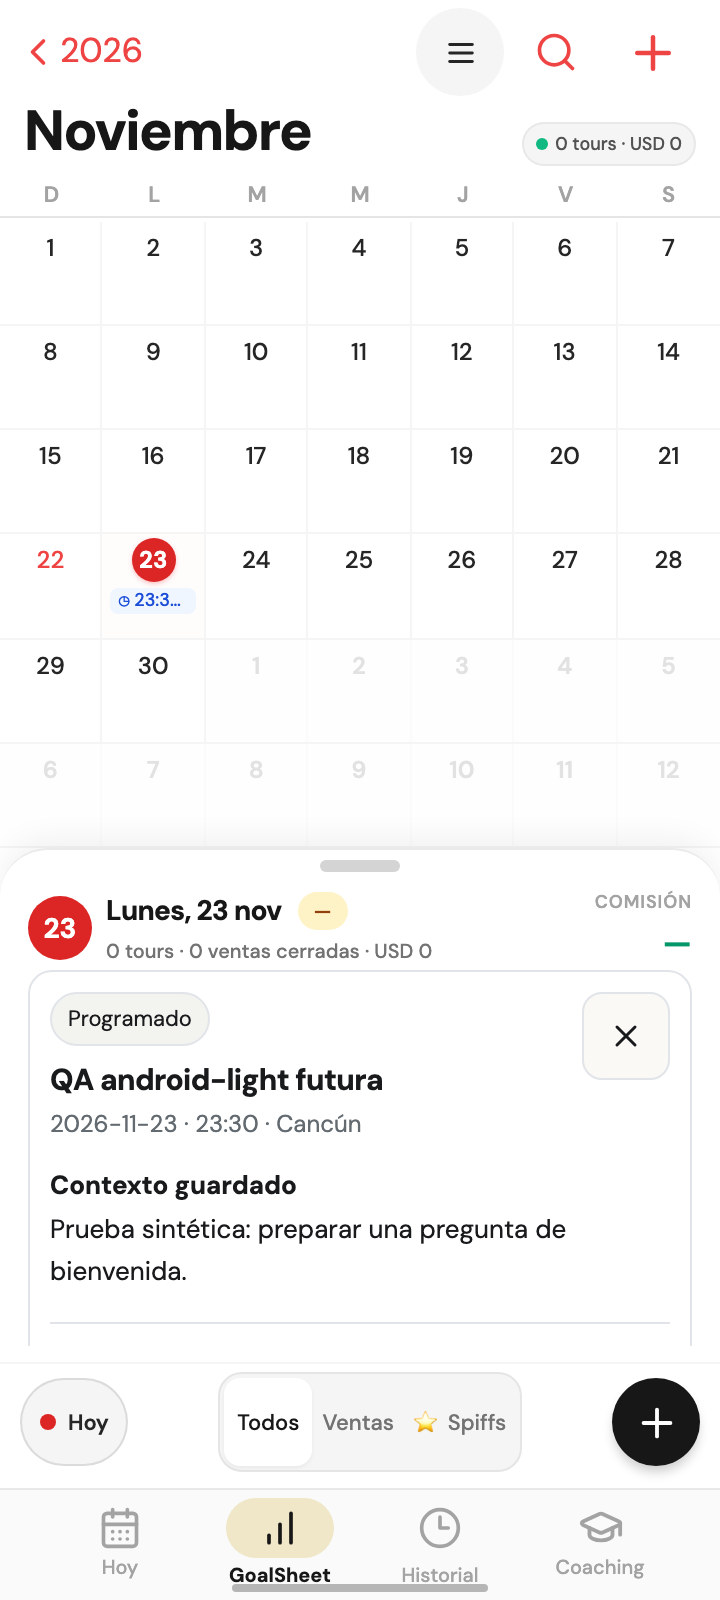 2026
Noviembre
0 tours · USD 0
D L M M J V S
1 2 3 4 5 6 7
8 9 10 11 12 13 14
15 16 17 18 19 20 21
22 23 24 25 26 27 28
23:3...
29 30 1 2 3 4 5
6 7 8 9 10 11 12
23
Lunes, 23 nov
—
COMISIÓN
—
0 tours · 0 ventas cerradas · USD 0
Programado
QA android-light futura
2026-11-23 · 23:30 · Cancún
Contexto guardado
Prueba sintética: preparar una pregunta de
bienvenida.
Hoy
Todos Ventas ⭐ Spiffs
Hoy GoalSheet Historial Coaching